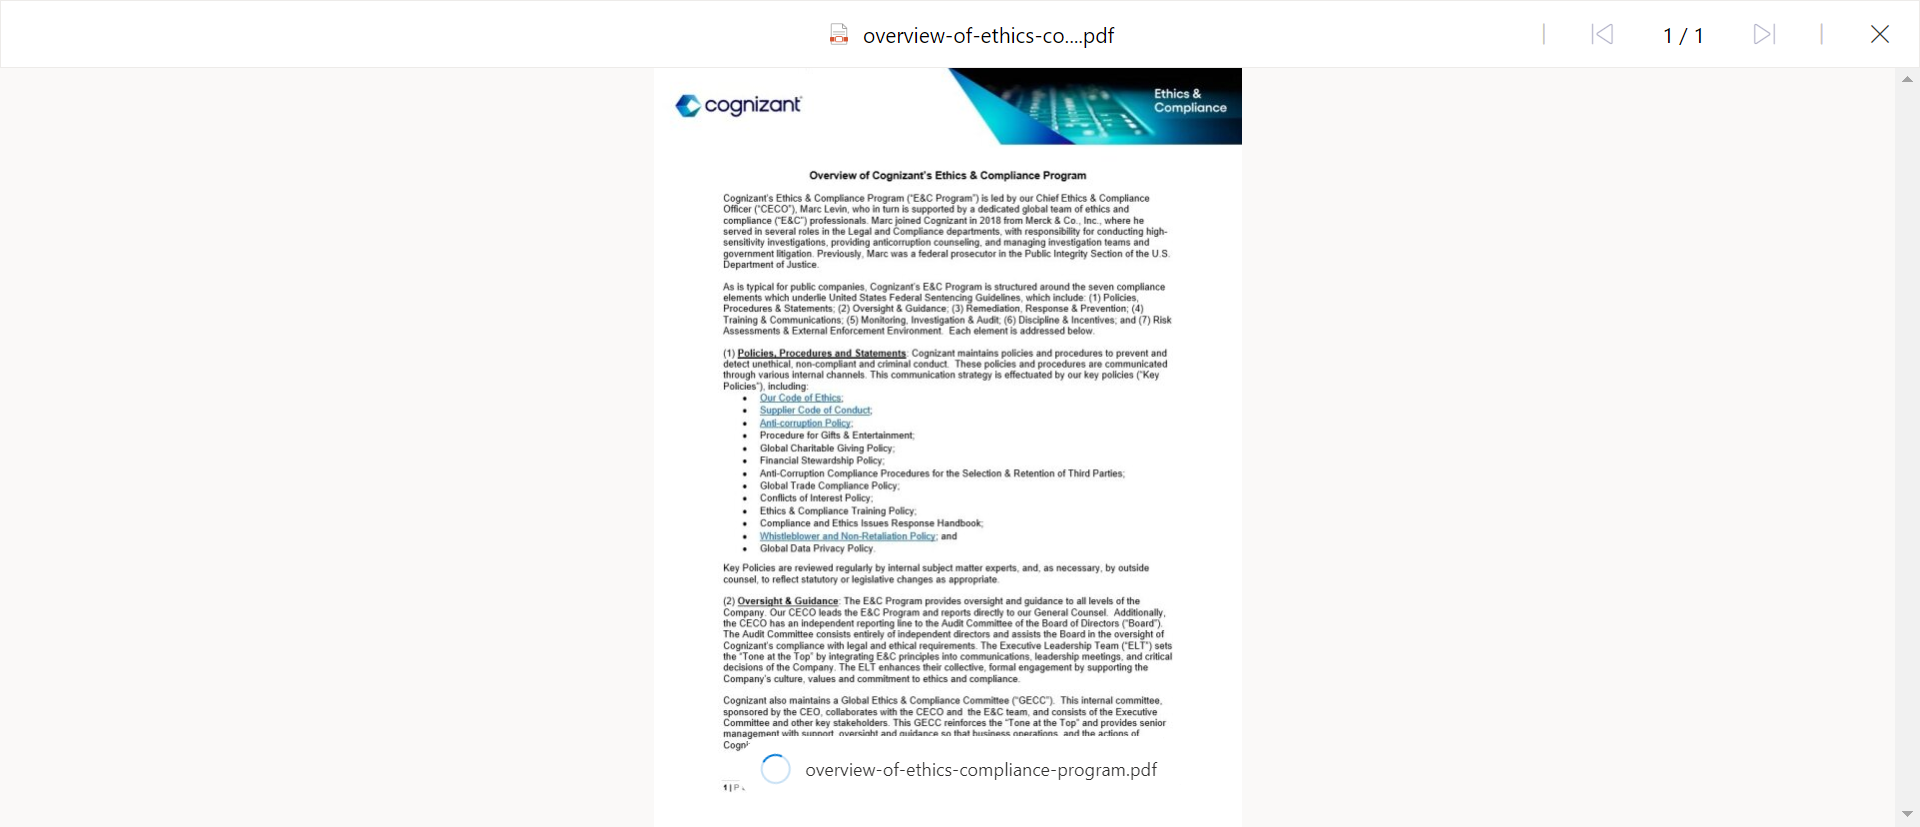 overview-of-ethics-co....pdf
1 / 1
cognizant
Ethics &
Compliance
Overview of Cognizant's Ethics & Compliance Program
Cognizant's Ethics & Compliance Program ("E&C Program") is led by our Chief Ethics & Compliance
Officer ("CECO"), Marc Levin, who in turn is supported by a dedicated global team of ethics and
compliance ("E&C") professionals. Marc joined Cognizant in 2018 from Merck & Co., Inc., where he
served in several roles in the Legal and Compliance departments, with responsibility for conducting high-
sensitivity investigations, providing anticorruption counseling, and managing investigation teams and
government litigation. Previously, Marc was a federal prosecutor in the Public Integrity Section of the U.S.
Department of Justice.
As is typical for public companies, Cognizant's E&C Program is structured around the seven compliance
elements which underlie United States Federal Sentencing Guidelines, which include: (1) Policies,
Procedures & Statements; (2) Oversight & Guidance; (3) Remediation, Response & Prevention; (4)
Training & Communications; (5) Monitoring, Investigation & Audit; (6) Discipline & Incentives; and (7) Risk
Assessments & External Enforcement Environment. Each element is addressed below.
(1) Policies, Procedures and Statements: Cognizant maintains policies and procedures to prevent and
detect unethical, non-compliant and criminal conduct. These policies and procedures are communicated
through various internal channels. This communication strategy is effectuated by our key policies ("Key
Policies"), including:
• Our Code of Ethics;
• Supplier Code of Conduct;
• Anti-corruption Policy;
• Procedure for Gifts & Entertainment;
• Global Charitable Giving Policy;
• Financial Stewardship Policy;
• Anti-Corruption Compliance Procedures for the Selection & Retention of Third Parties;
• Global Trade Compliance Policy;
• Conflicts of Interest Policy;
• Ethics & Compliance Training Policy;
• Compliance and Ethics Issues Response Handbook;
• Whistleblower and Non-Retaliation Policy; and
• Global Data Privacy Policy.
Key Policies are reviewed regularly by internal subject matter experts, and, as necessary, by outside
counsel, to reflect statutory or legislative changes as appropriate.
(2) Oversight & Guidance: The E&C Program provides oversight and guidance to all levels of the
Company. Our CECO leads the E&C Program and reports directly to our General Counsel. Additionally,
the CECO has an independent reporting line to the Audit Committee of the Board of Directors ("Board").
The Audit Committee consists entirely of independent directors and assists the Board in the oversight of
Cognizant's compliance with legal and ethical requirements. The Executive Leadership Team ("ELT") sets
the "Tone at the Top" by integrating E&C principles into communications, leadership meetings, and critical
decisions of the Company. The ELT enhances their collective, formal engagement by supporting the
Company's culture, values and commitment to ethics and compliance.
Cognizant also maintains a Global Ethics & Compliance Committee ("GECC"). This internal committee,
sponsored by the CEO, collaborates with the CECO and the E&C team, and consists of the Executive
Committee and other key stakeholders. This GECC reinforces the "Tone at the Top" and provides senior
management with support, oversight and guidance so that business operations, and the actions of
overview-of-ethics-compliance-program.pdf
1 | P